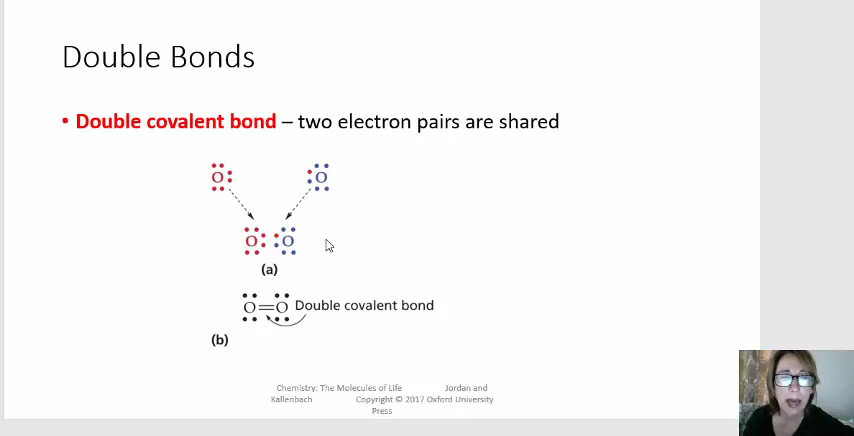 Double Bonds
• Double covalent bond – two electron pairs are shared
O: :O
O: :O
(a)
O=O Double covalent bond
(b)
Chemistry: The Molecules of Life Jordan and
Kallenbach Copyright © 2017 Oxford University
Press